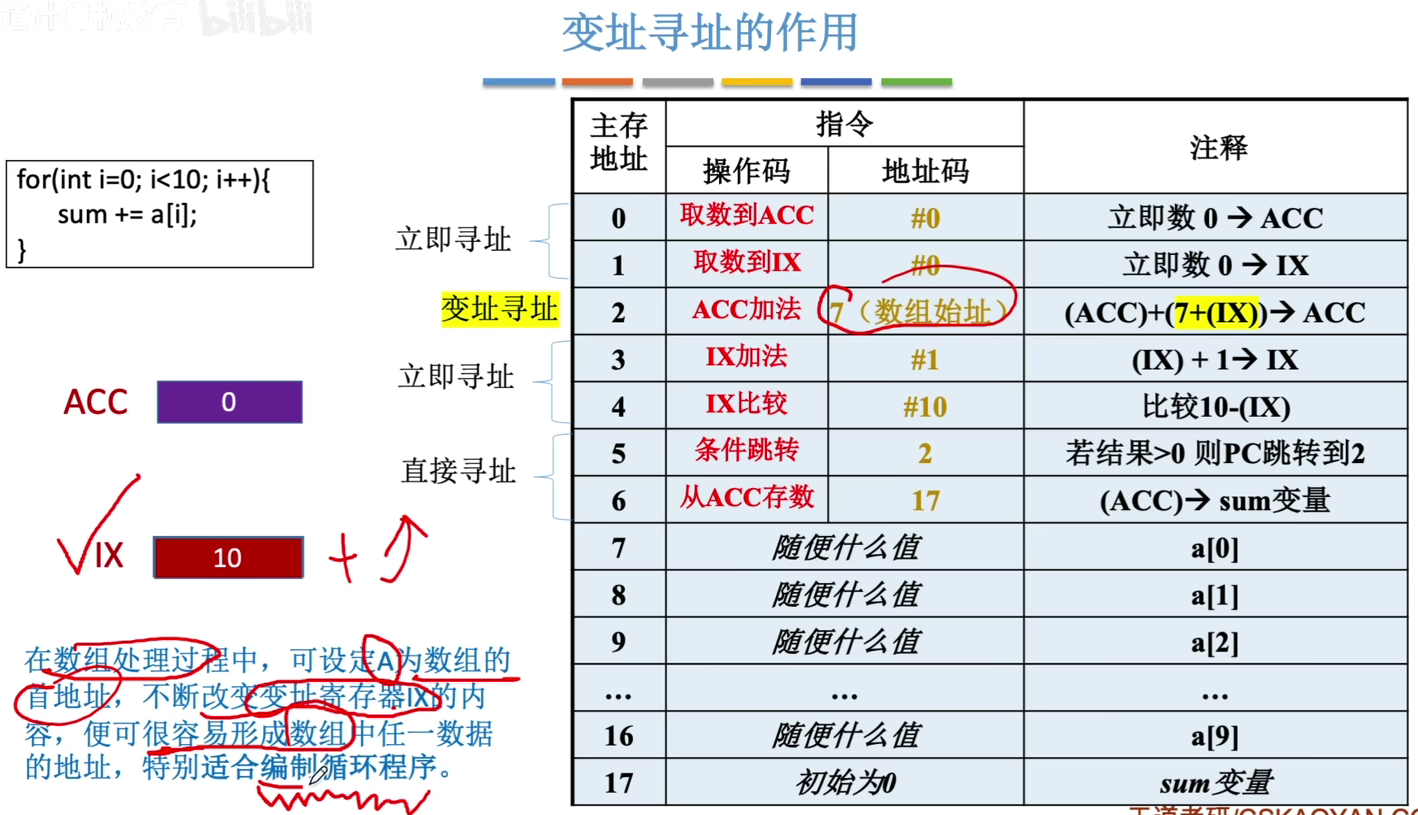 bilibili
变址寻址的作用
for(int i=0; i<10; i++){
sum += a[i];
}
主存地址 指令 注释
操作码 地址码
立即寻址
0 取数到ACC #0 立即数 0 → ACC
1 取数到IX #0 立即数 0 → IX
变址寻址
2 ACC加法 7（数组始址） (ACC)+(7+(IX))→ ACC
立即寻址
3 IX加法 #1 (IX) + 1→ IX
4 IX比较 #10 比较10-(IX)
直接寻址
5 条件跳转 2 若结果>0 则PC跳转到2
6 从ACC存数 17 (ACC)→ sum变量
7 随便什么值 a[0]
8 随便什么值 a[1]
9 随便什么值 a[2]
... ... ...
16 随便什么值 a[9]
17 初始为0 sum变量
ACC 0
IX 10 +
在数组处理过程中，可设定A为数组的
首地址，不断改变变址寄存器IX的内
容，便可很容易形成数组中任一数据
的地址，特别适合编制循环程序。